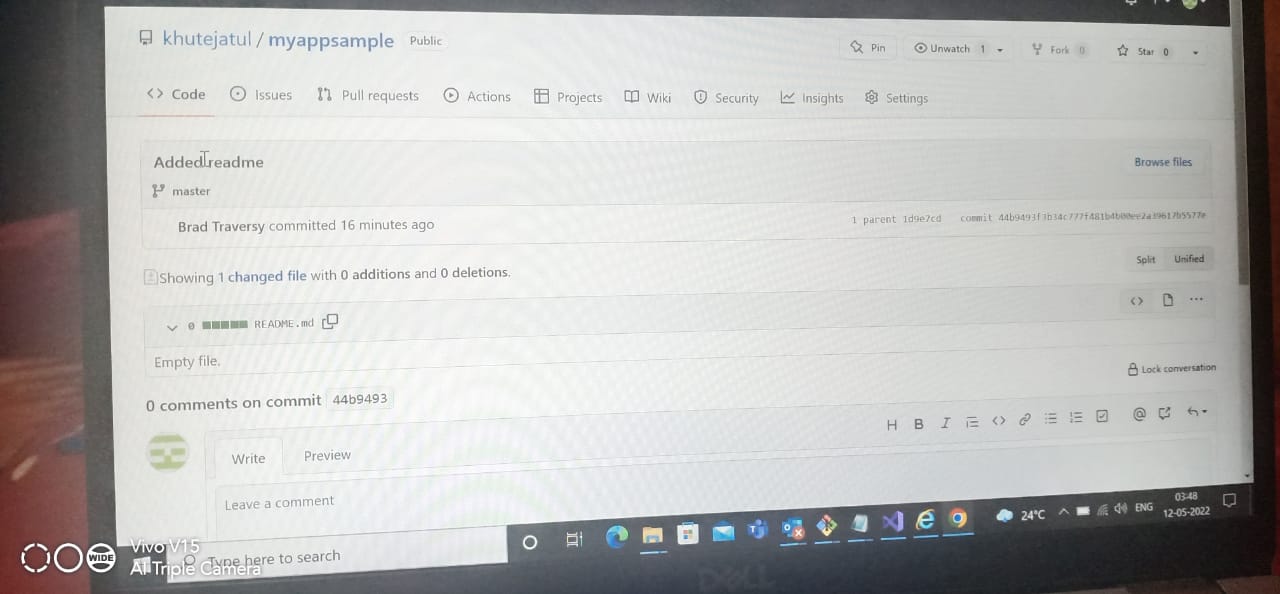 khutejatul / myappsample Public
Pin Unwatch 1 Fork 0 Star 0
Code Issues Pull requests Actions Projects Wiki Security Insights Settings
Added readme
Browse files
master
Brad Traversy committed 16 minutes ago
1 parent 1d9e2cd commit
Showing 1 changed file with 0 additions and 0 deletions.
Split Unified
0 README.md
Empty file.
Lock conversation
0 comments on commit 44b9493
H B I
Write Preview
Leave a comment
Type here to search
24°C ENG
03:48
12-05-2022
DELL
WIDE
Vivo V15
AI Triple Camera